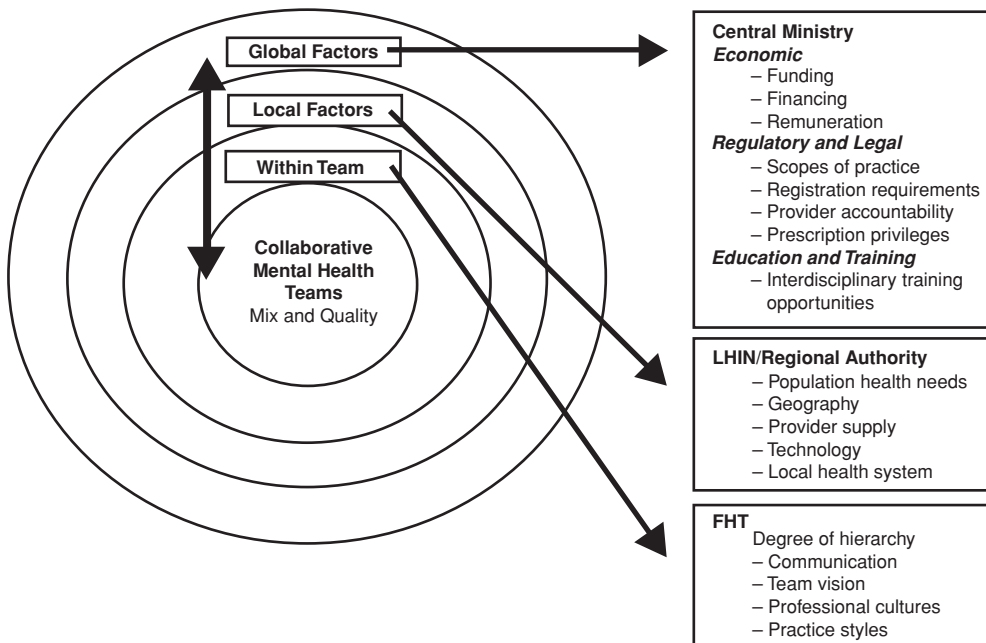 Global Factors
Local Factors
Within Team
Collaborative
Mental Health
Teams
Mix and Quality
Central Ministry
Economic
– Funding
– Financing
– Remuneration
Regulatory and Legal
– Scopes of practice
– Registration requirements
– Provider accountability
– Prescription privileges
Education and Training
– Interdisciplinary training
opportunities
LHIN/Regional Authority
– Population health needs
– Geography
– Provider supply
– Technology
– Local health system
FHT
Degree of hierarchy
– Communication
– Team vision
– Professional cultures
– Practice styles